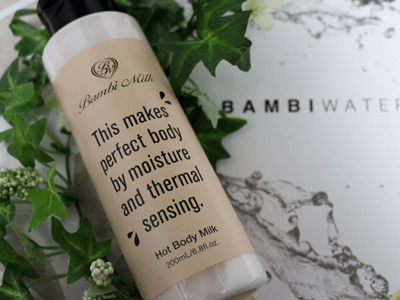 BM
Bambi Milk
This makes
perfect body
by moisture
and thermal
sensing.
Hot Body Milk
200mL/6.8fl.oz.
BAMBIWATER